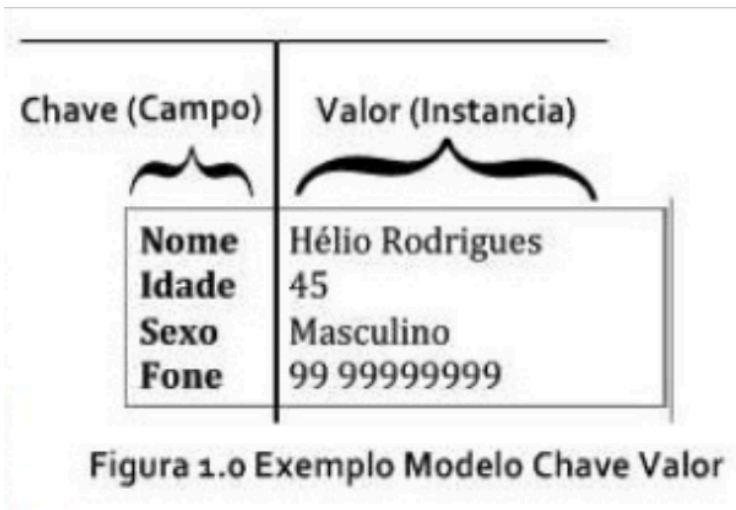 Chave (Campo) Valor (Instancia)
Nome Hélio Rodrigues
Idade 45
Sexo Masculino
Fone 99 99999999
Figura 1.0 Exemplo Modelo Chave Valor